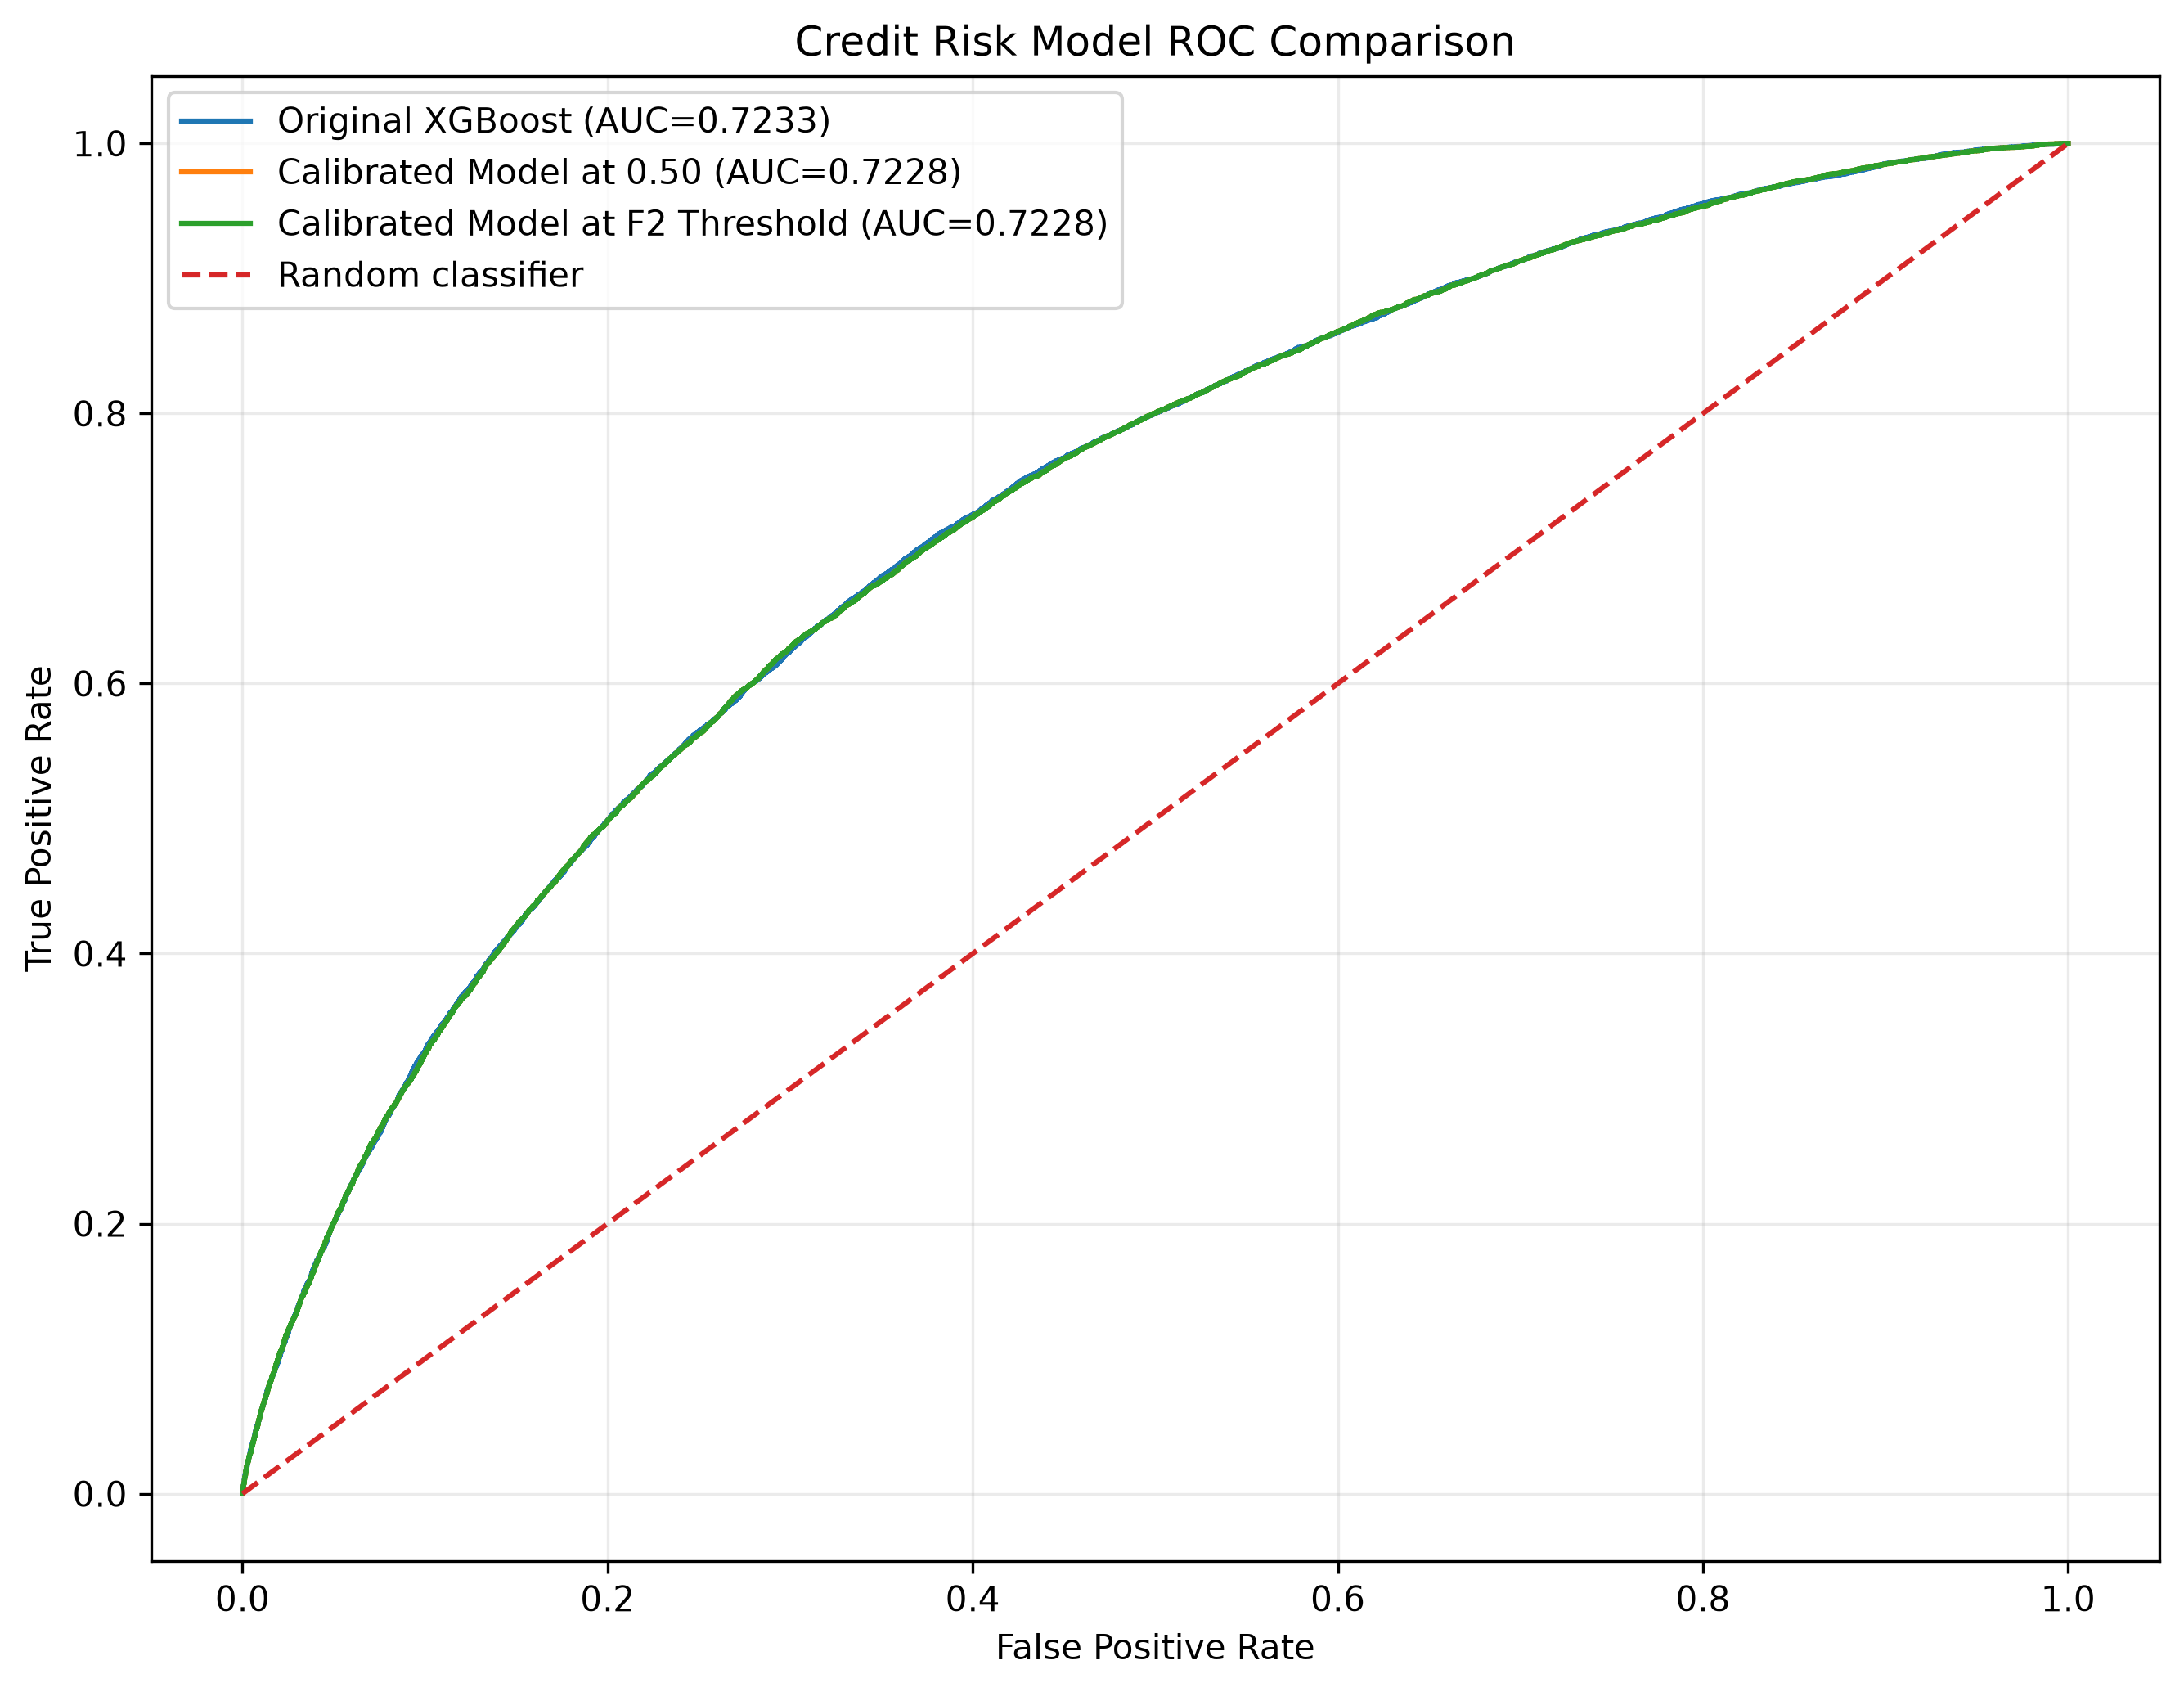 Credit Risk Model ROC Comparison
Original XGBoost (AUC=0.7233)
Calibrated Model at 0.50 (AUC=0.7228)
Calibrated Model at F2 Threshold (AUC=0.7228)
Random classifier
True Positive Rate
1.0
0.8
0.6
0.4
0.2
0.0
0.0 0.2 0.4 0.6 0.8 1.0
False Positive Rate